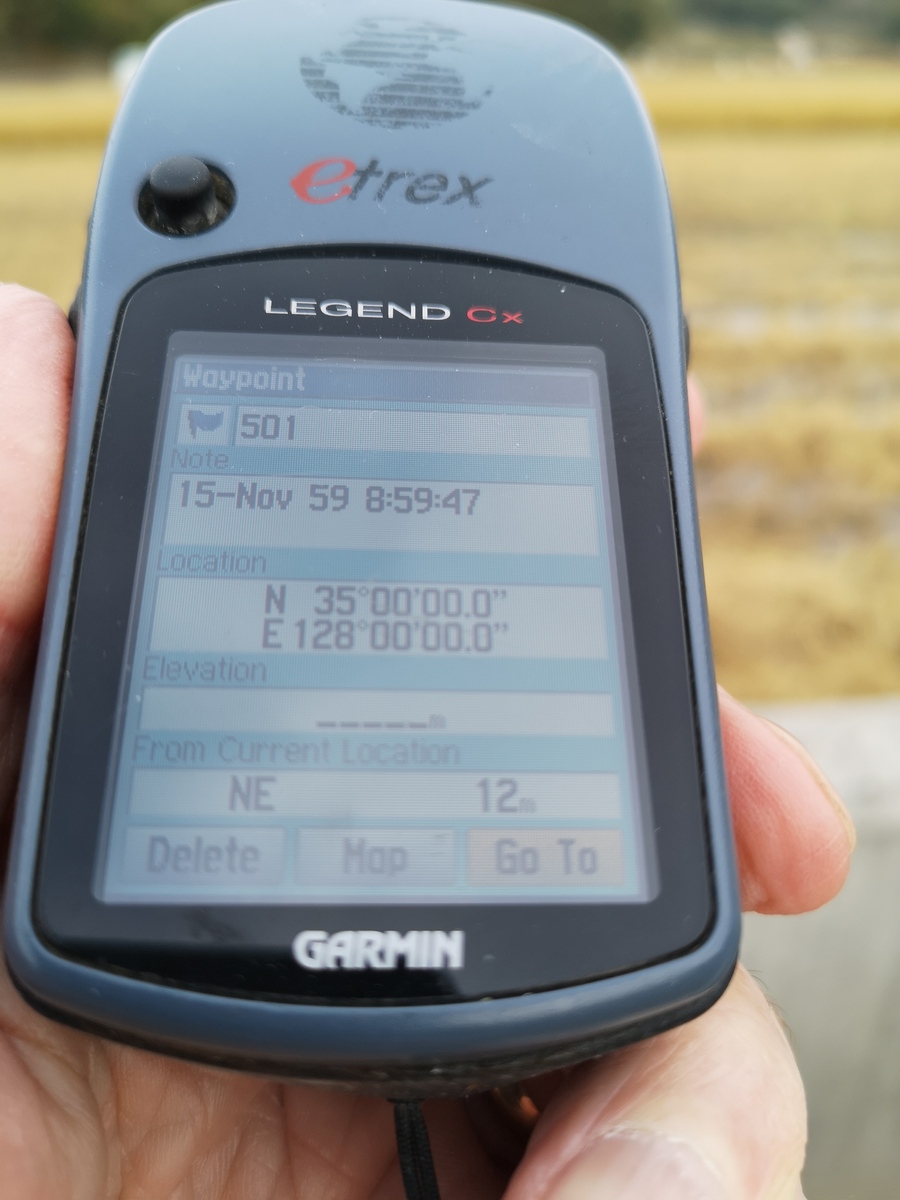 etrex
LEGEND Cx
Waypoint
501
Note
15-Nov 59 8:59:47
Location
N 35°00'00.0"
E 128°00'00.0"
Elevation
_____m
From Current Location
NE 12m
Delete Map Go To
GARMIN